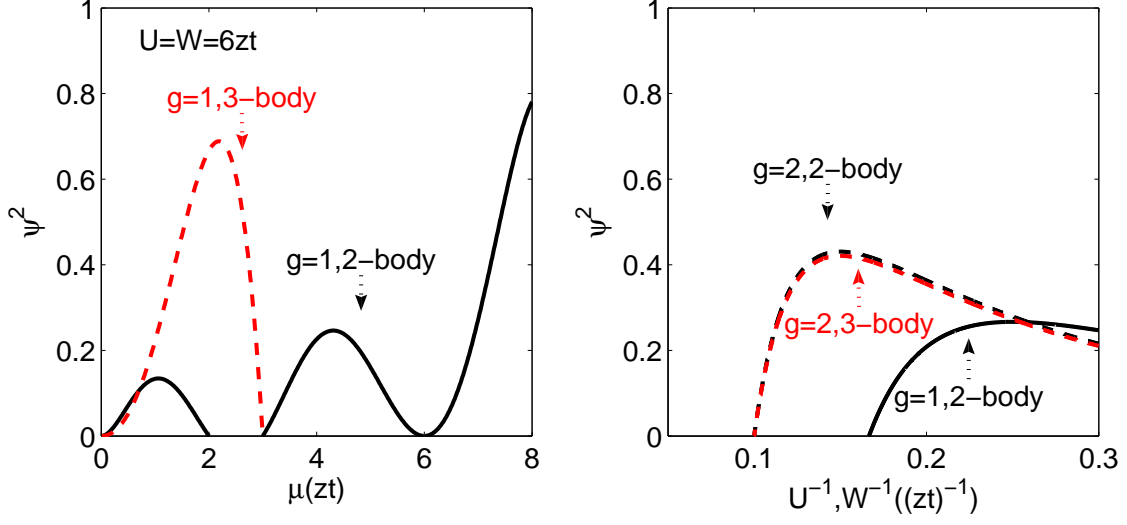 U=W=6zt
g=1,3−body
g=1,2−body
ψ²
1
0.8
0.6
0.4
0.2
0
0 2 4 6 8
μ(zt)
g=2,2−body
g=2,3−body
g=1,2−body
ψ²
1
0.8
0.6
0.4
0.2
0
0.1 0.2 0.3
U⁻¹,W⁻¹((zt)⁻¹)